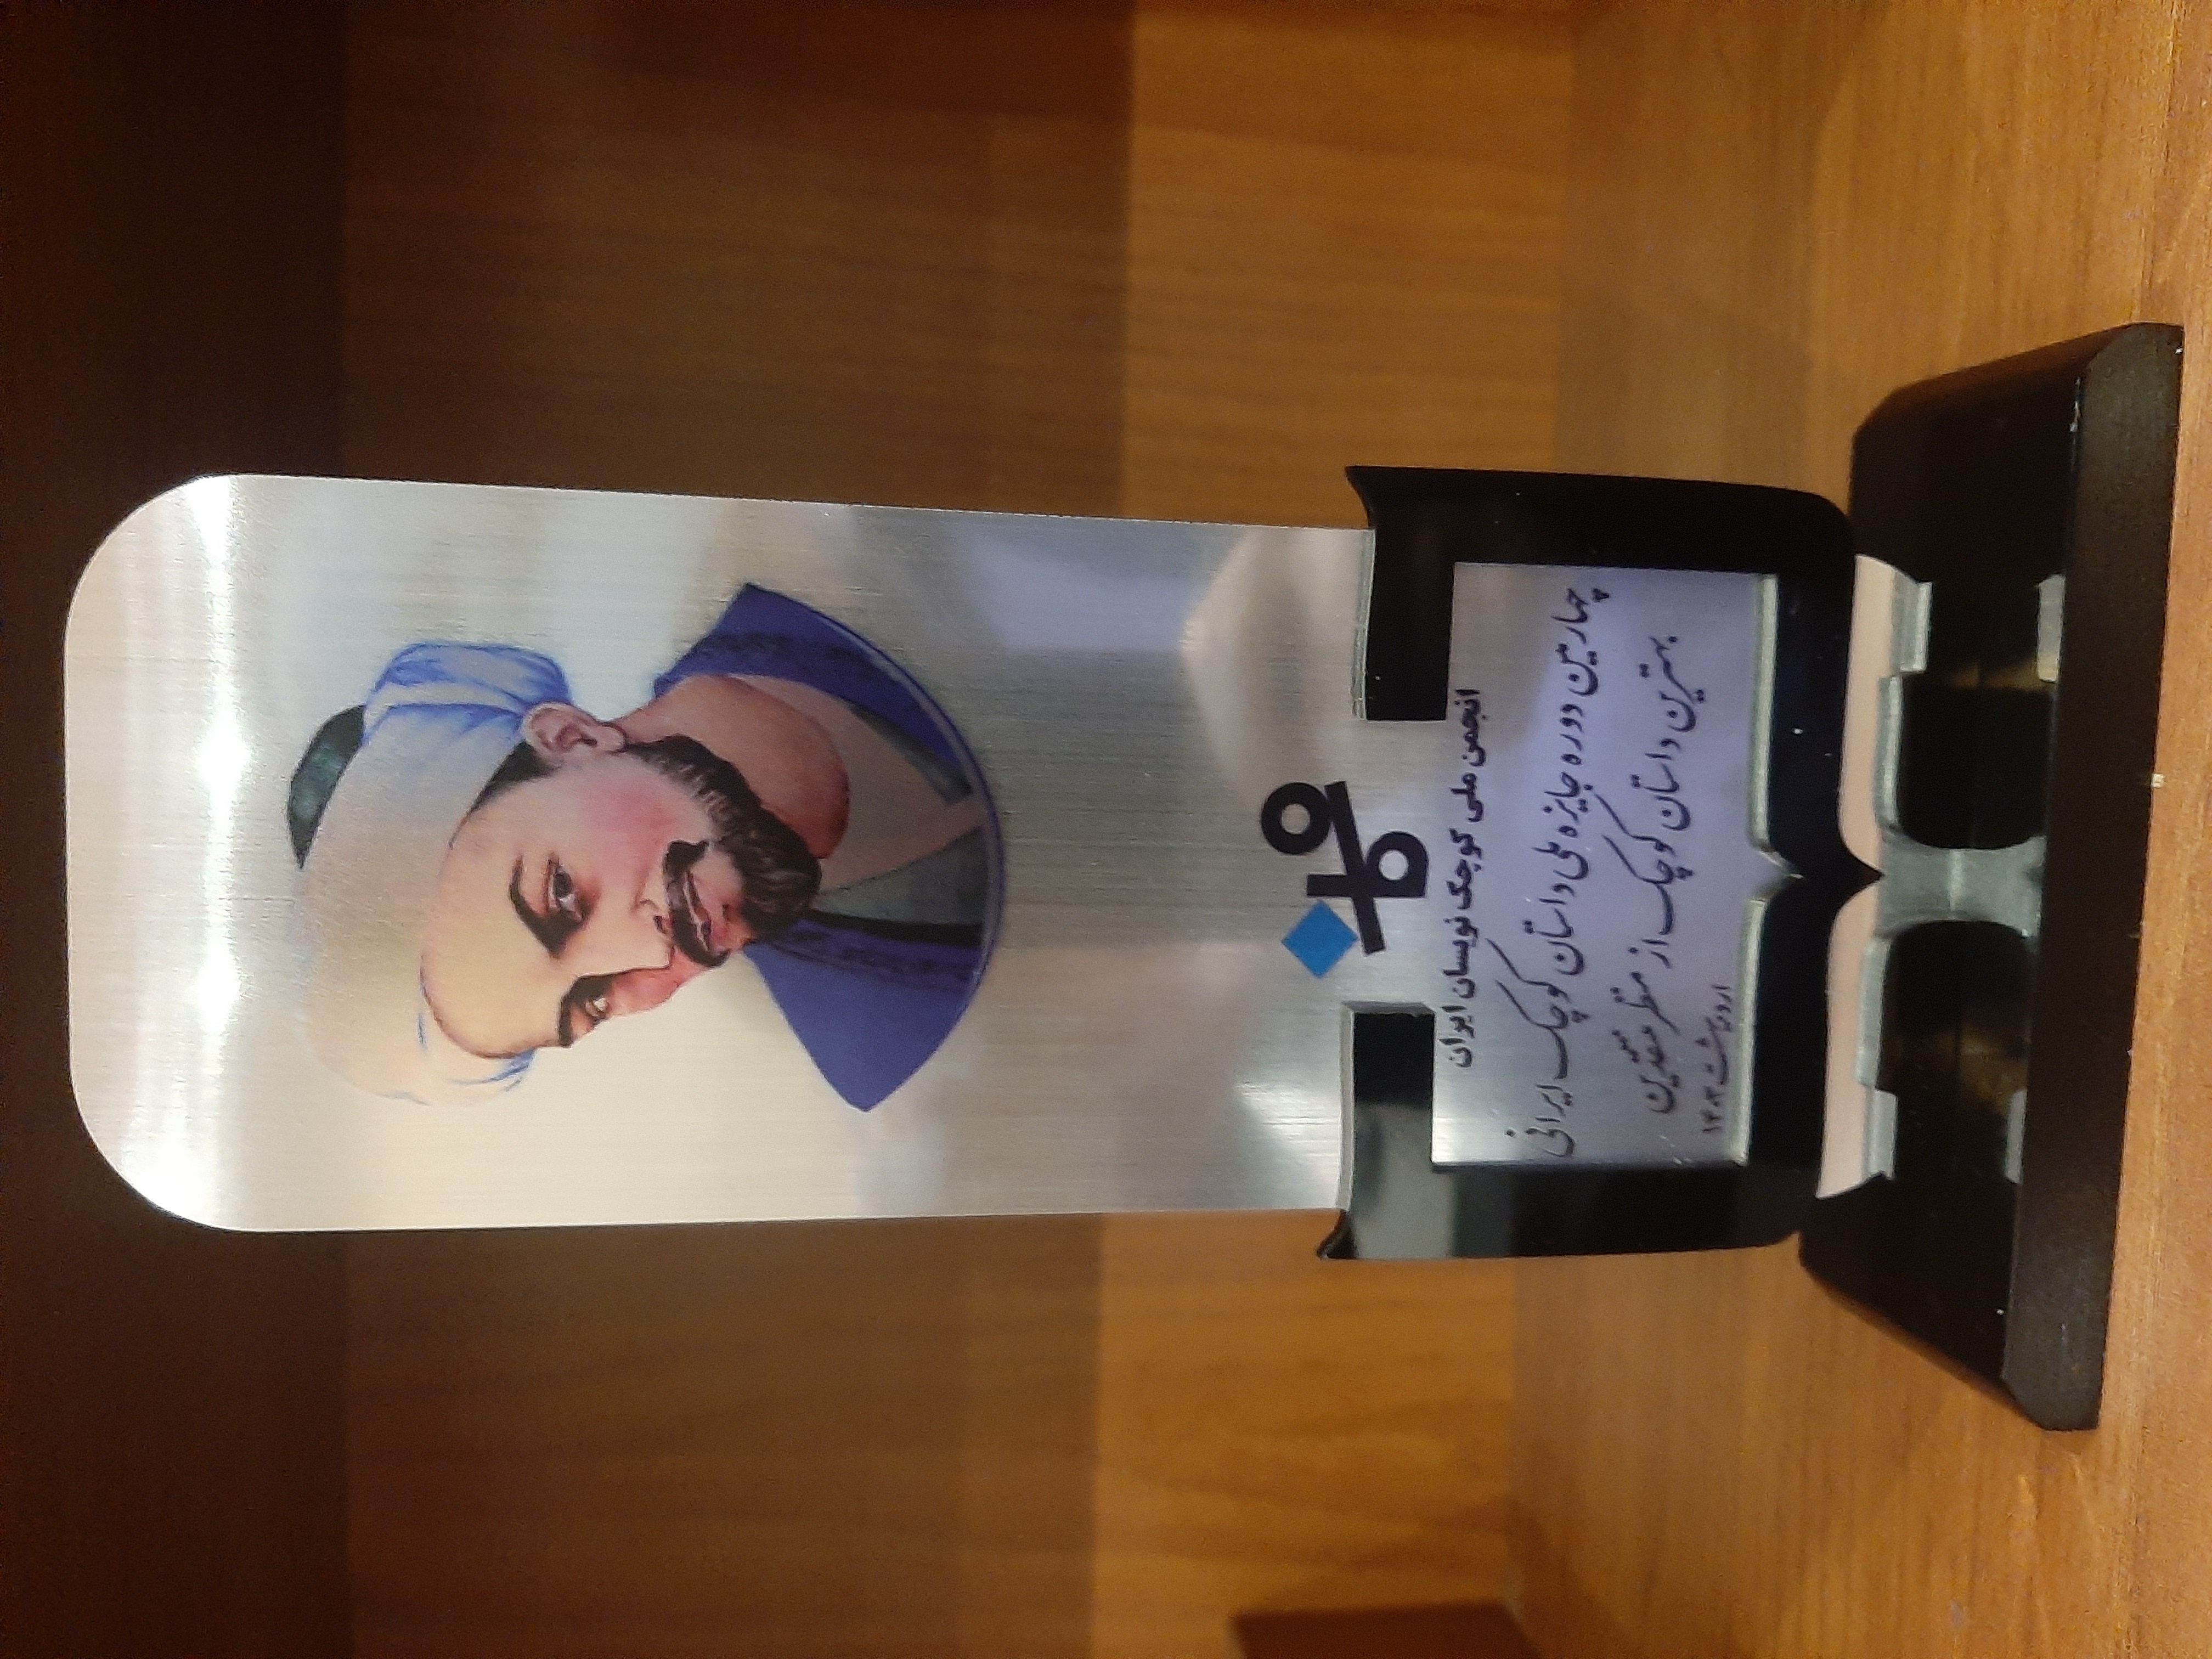 انجمن ملی کوچک نویسان ایران
چهارمین دوره جایزه ملی داستان کوچک ایرانی
بهترین داستان کوچک از منظر منتقدین
اردیبهشت ۱۴۰۳